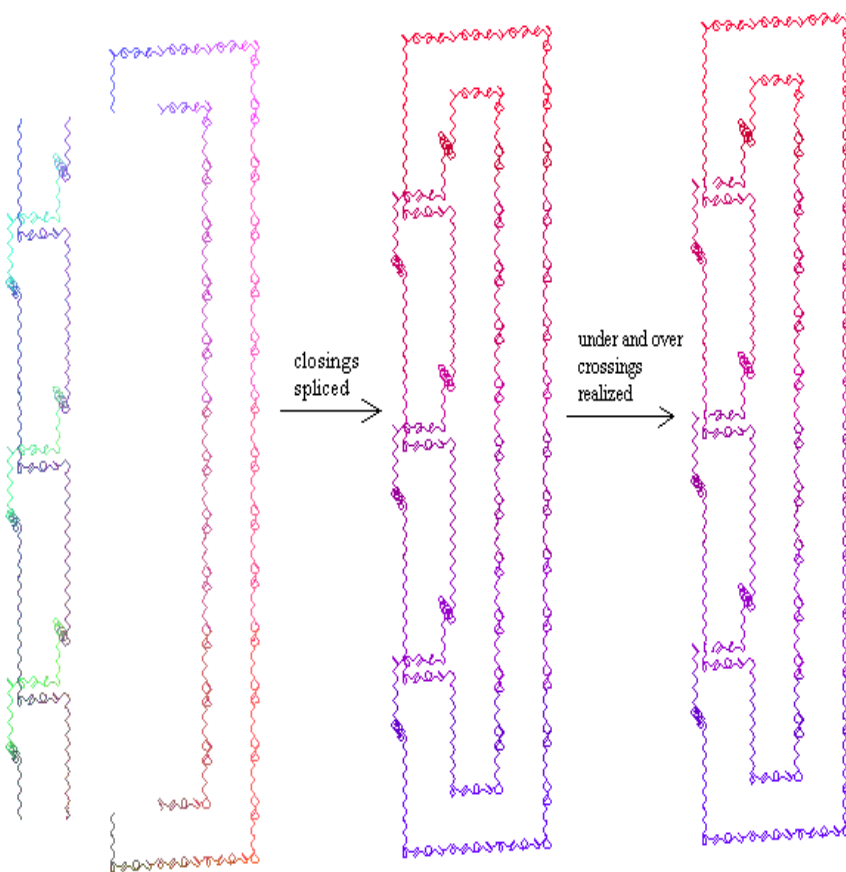 closings
spliced
under and over
crossings
realized